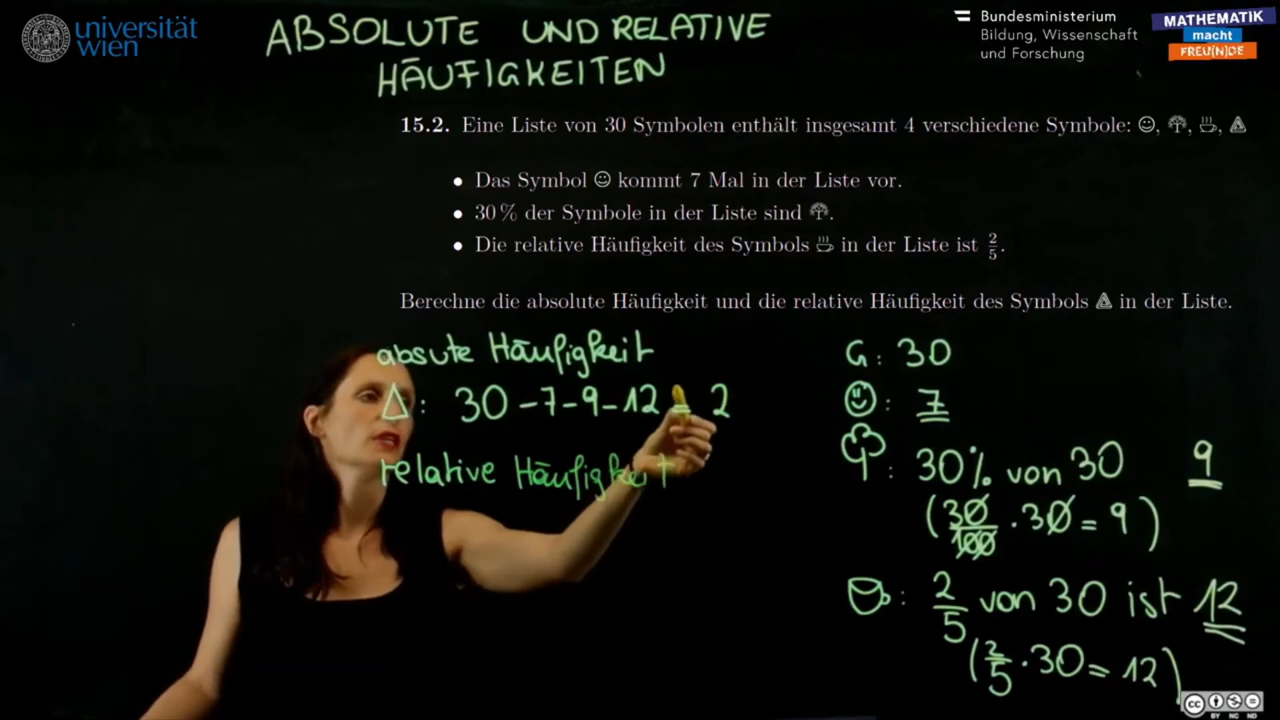 universität
wien
ABSOLUTE UND RELATIVE
HÄUFIGKEITEN
Bundesministerium
Bildung, Wissenschaft
und Forschung
MATHEMATIK
macht
FREU(N)DE
15.2. Eine Liste von 30 Symbolen enthält insgesamt 4 verschiedene Symbole: ☺, 🌳, ☕, △
• Das Symbol ☺ kommt 7 Mal in der Liste vor.
• 30 % der Symbole in der Liste sind 🌳.
• Die relative Häufigkeit des Symbols ☕ in der Liste ist 2/5.
Berechne die absolute Häufigkeit und die relative Häufigkeit des Symbols △ in der Liste.
absute Häufigkeit
△: 30 - 7 - 9 - 12 = 2
relative Häufigkeit
G: 30
☺: 7
🌳: 30% von 30 9
(30/100 · 30 = 9)
☕: 2/5 von 30 ist 12
(2/5 · 30 = 12)
cc BY NC ND